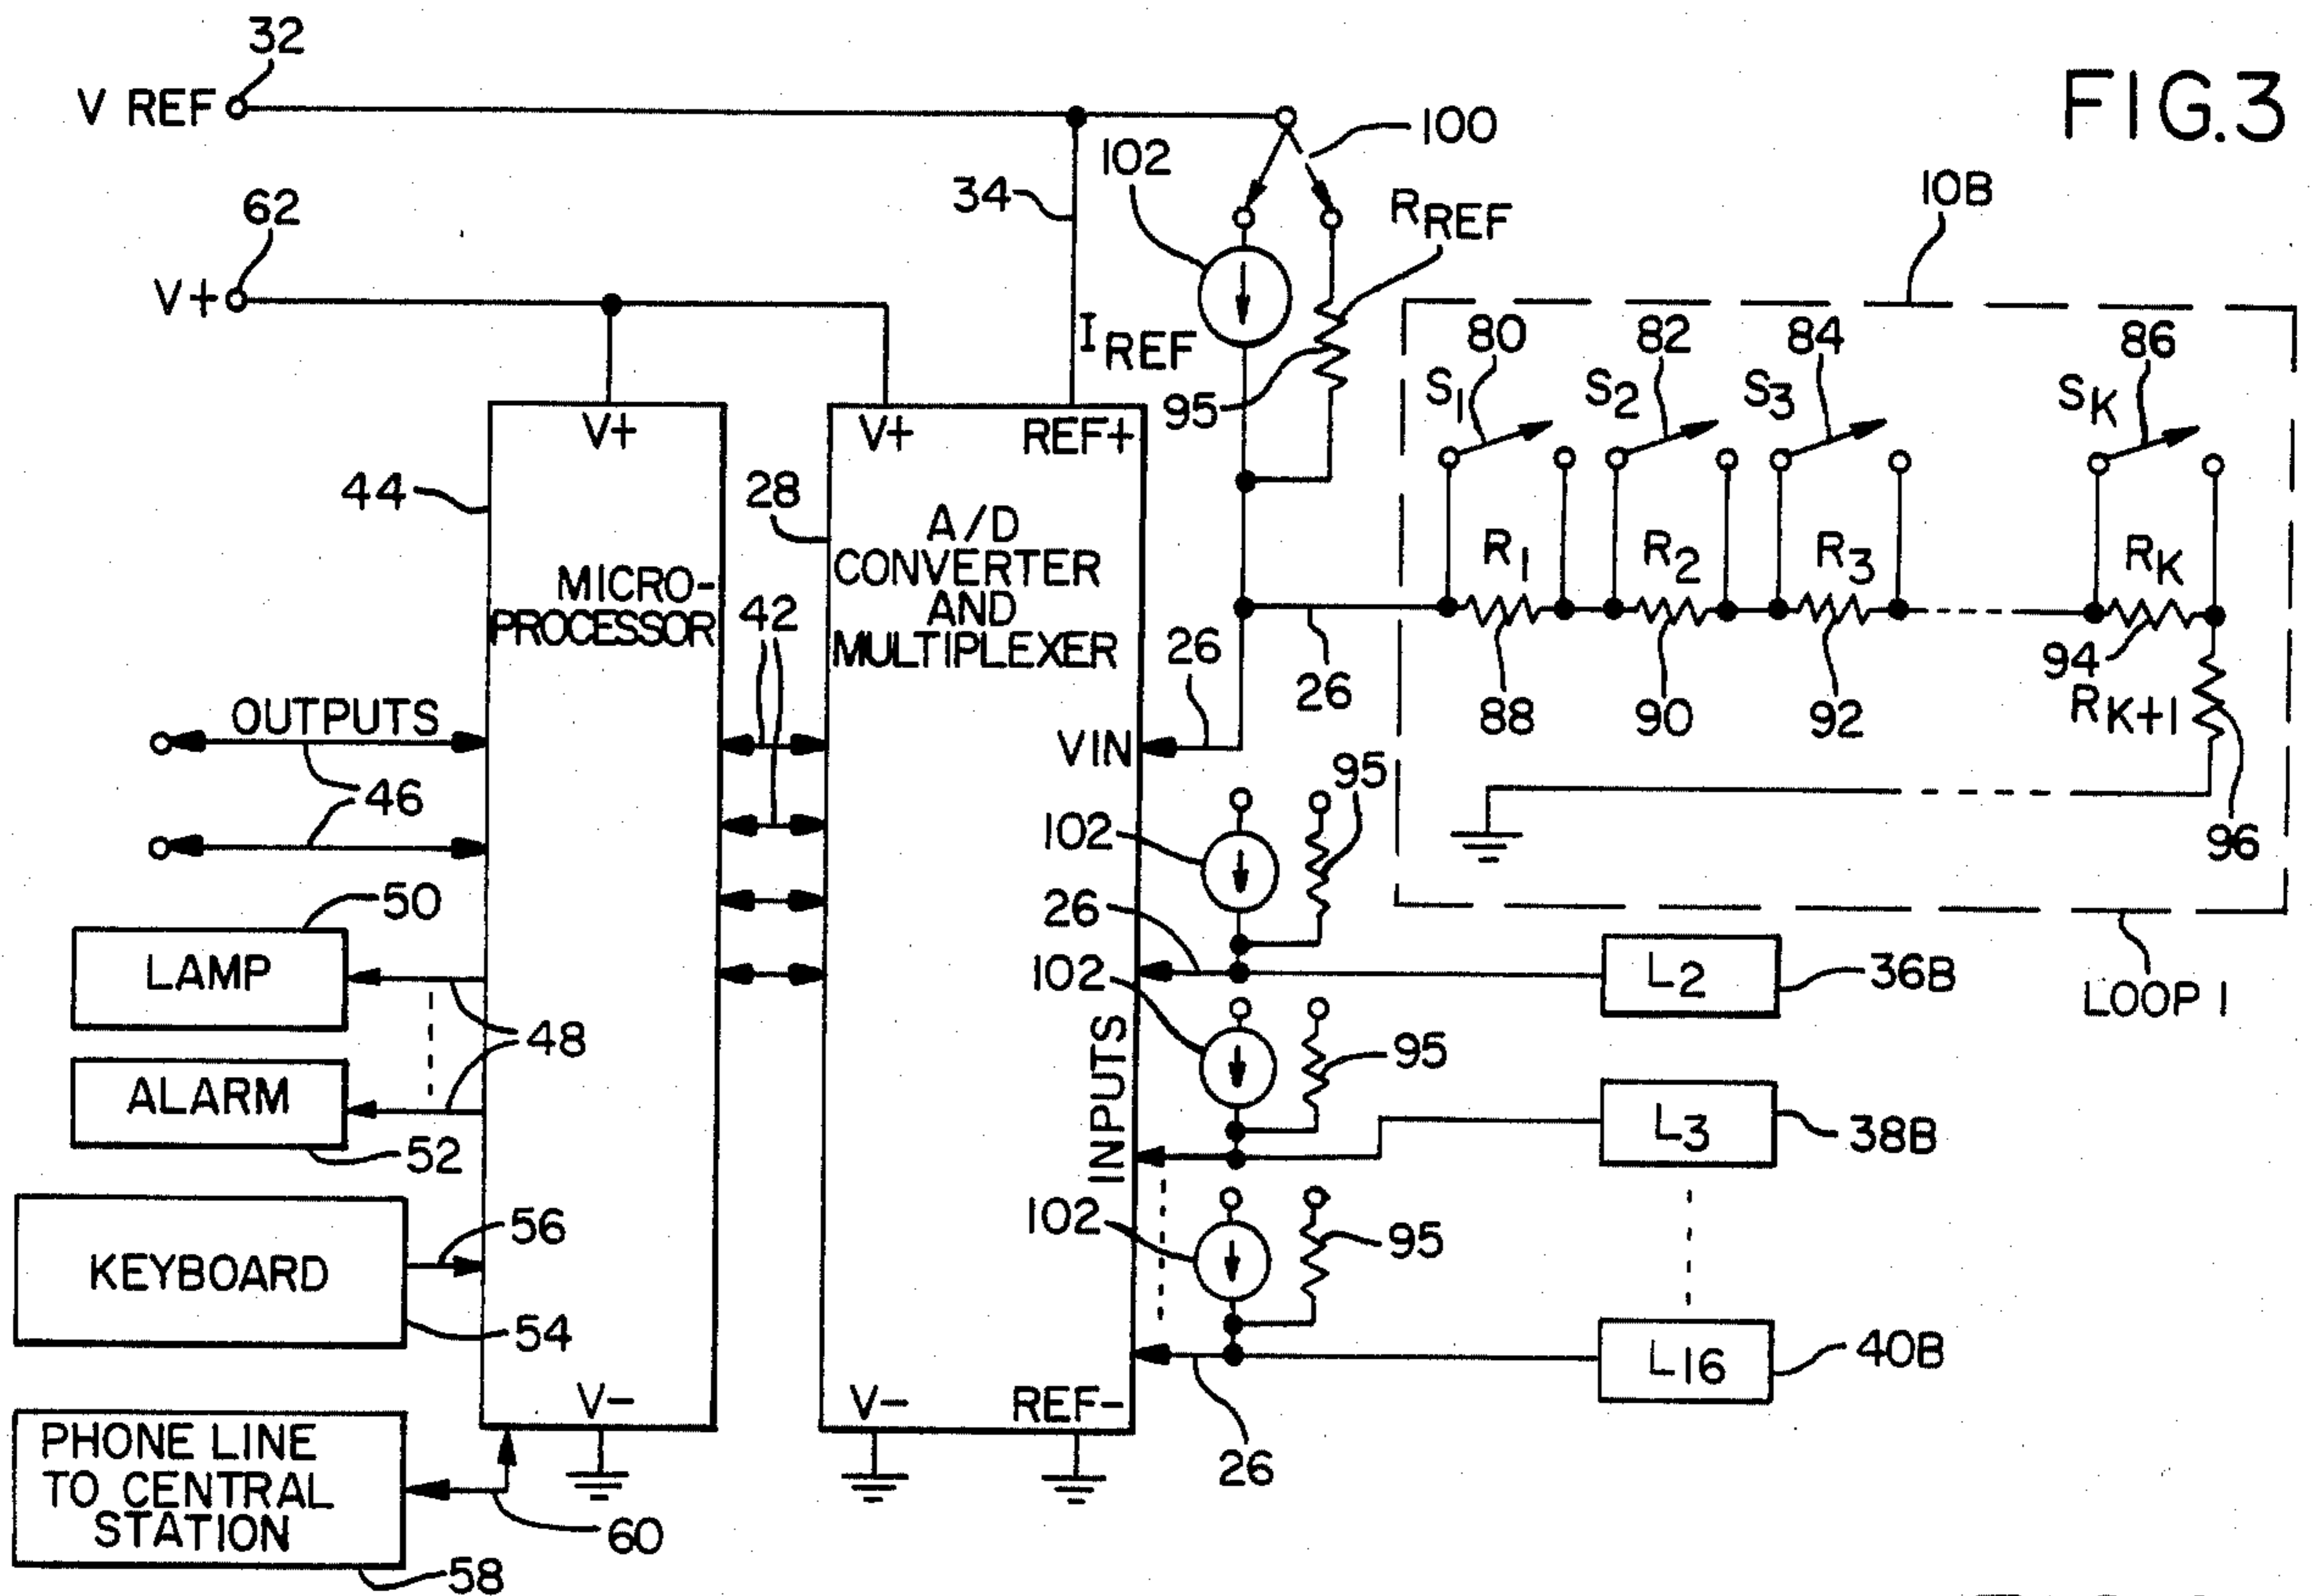 FIG.3
32
V REF
100
102
34
R REF
10B
62
V+
I REF
95
80
82
84
86
S1
S2
S3
SK
V+
V+
REF+
44
28
A/D
CONVERTER
AND
MULTIPLEXER
MICRO-
PROCESSOR
42
R1
R2
R3
RK
26
26
88
90
92
94
RK+1
96
OUTPUTS
46
VIN
95
102
50
LAMP
26
102
L2
36B
LOOP 1
48
INPUTS
95
ALARM
52
L3
38B
56
102
95
KEYBOARD
54
L16
40B
V-
V-
REF-
26
PHONE LINE
TO CENTRAL
STATION
60
58